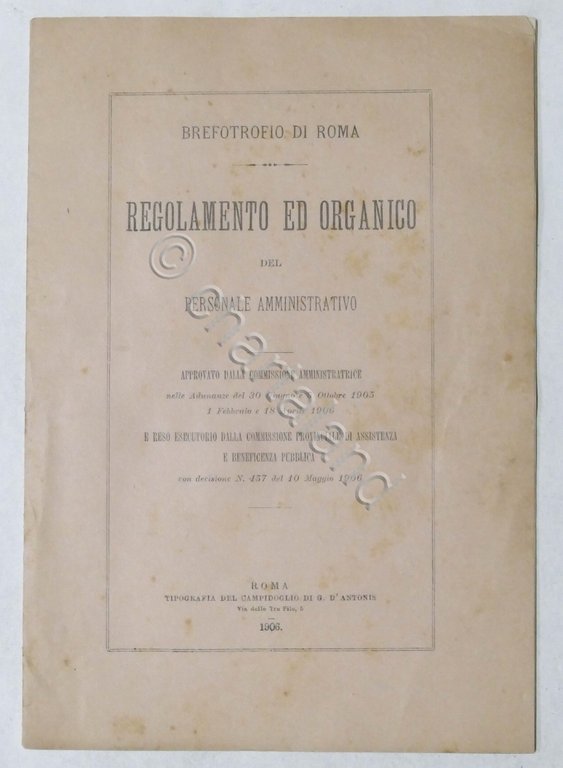 BREFOTROFIO DI ROMA
REGOLAMENTO ED ORGANICO
DEL
PERSONALE AMMINISTRATIVO
APPROVATO DALLA COMMISSIONE AMMINISTRATRICE
nelle Adunanze del 30 Giugno e Ottobre 1905
1 Febbraio e 18 Aprile 1906
E RESO ESECUTORIO DALLA COMMISSIONE PROVINCIALE DI ASSISTENZA
E BENEFICENZA PUBBLICA
con decisione N. 457 del 10 Maggio 1906
ROMA
TIPOGRAFIA DEL CAMPIDOGLIO DI G. D'ANTONIS
Via delle Tre Pile, 5
1906.
© chartaland